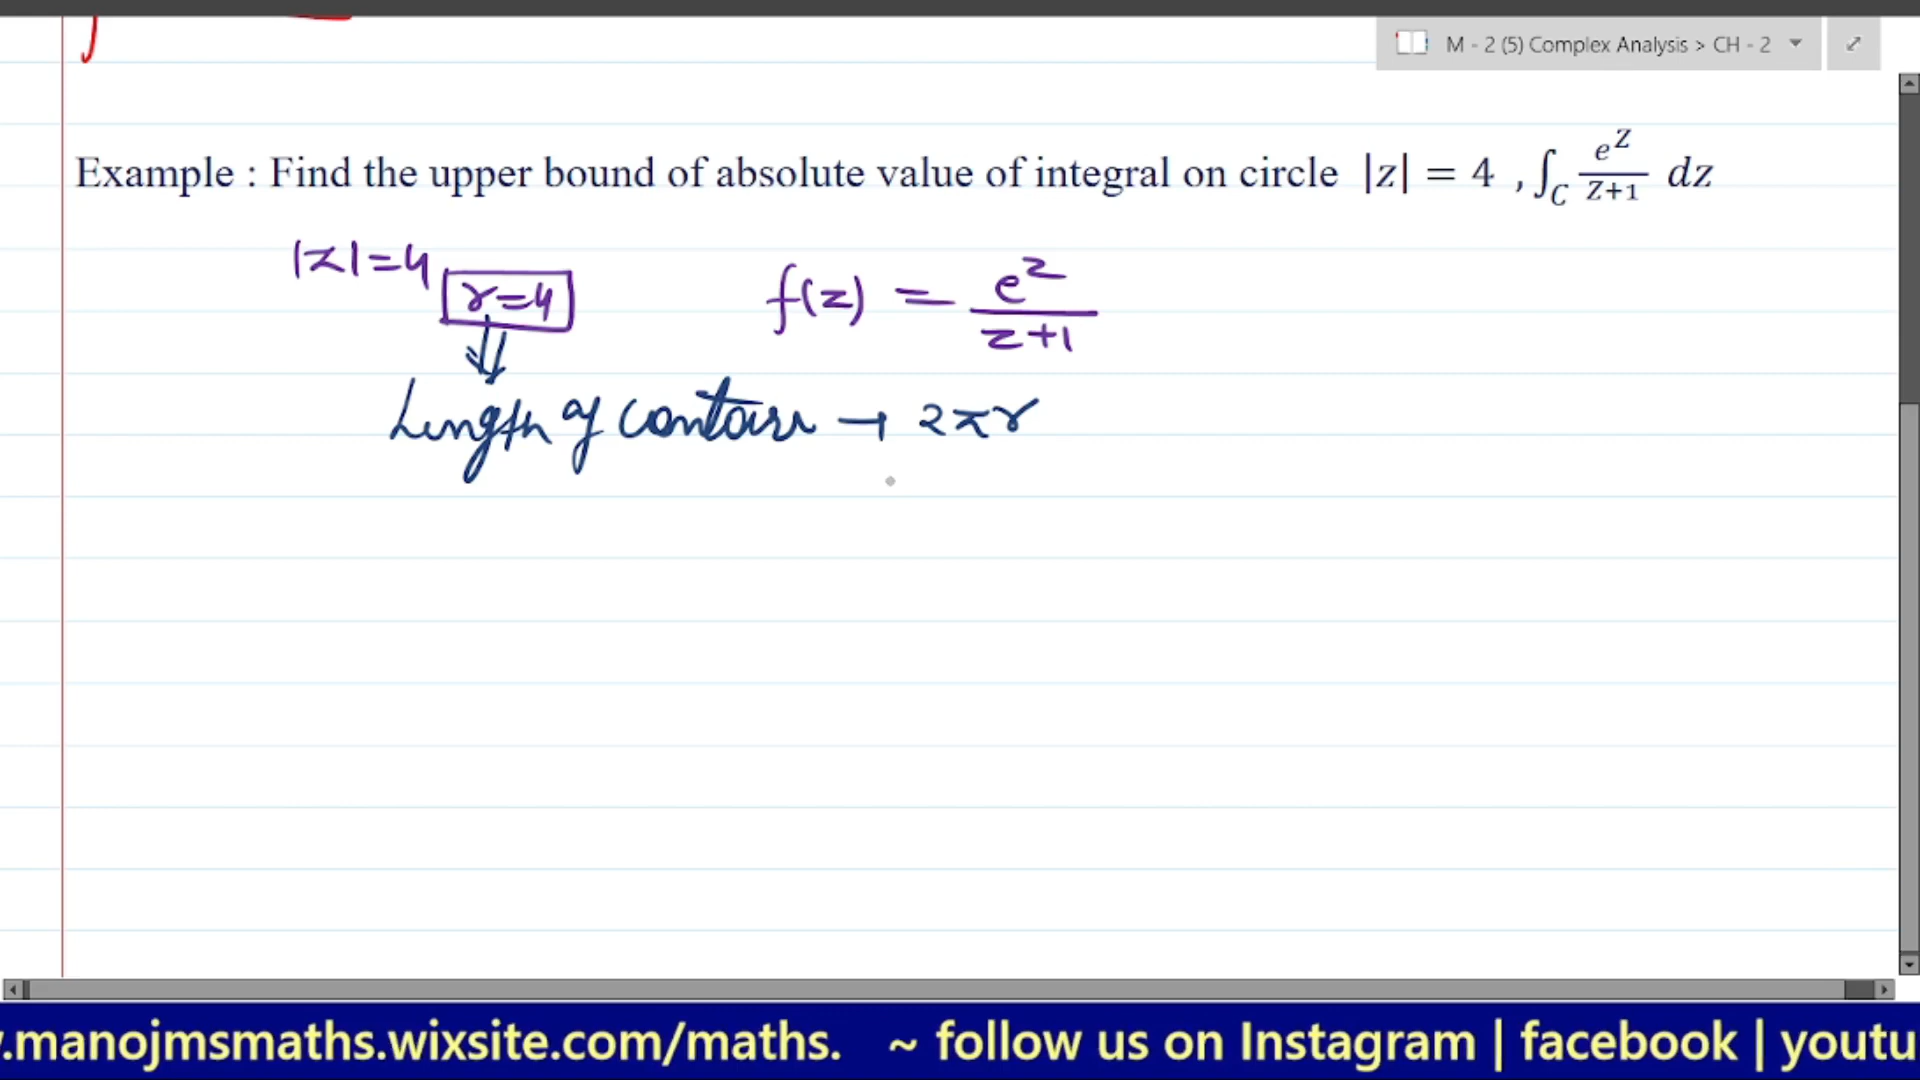 M - 2 (5) Complex Analysis > CH - 2
Example : Find the upper bound of absolute value of integral on circle |z| = 4 , ∫_C e^Z/(Z+1) dz
|z|=4
r=4
f(z) = e^z/(z+1)
Length of contour → 2πr
.manojmsmaths.wixsite.com/maths. ~ follow us on Instagram | facebook | youtu